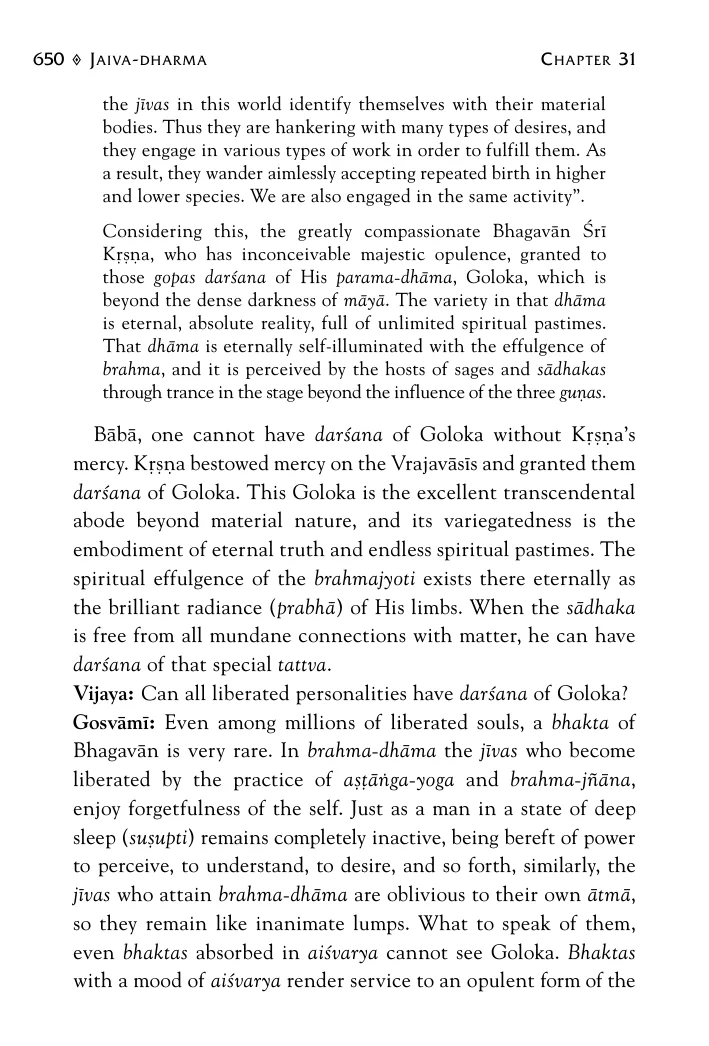 650 ◈ Jaiva-dharma Chapter 31
the jīvas in this world identify themselves with their material
bodies. Thus they are hankering with many types of desires, and
they engage in various types of work in order to fulfill them. As
a result, they wander aimlessly accepting repeated birth in higher
and lower species. We are also engaged in the same activity”.
Considering this, the greatly compassionate Bhagavān Śrī
Kṛṣṇa, who has inconceivable majestic opulence, granted to
those gopas darśana of His parama-dhāma, Goloka, which is
beyond the dense darkness of māyā. The variety in that dhāma
is eternal, absolute reality, full of unlimited spiritual pastimes.
That dhāma is eternally self-illuminated with the effulgence of
brahma, and it is perceived by the hosts of sages and sādhakas
through trance in the stage beyond the influence of the three guṇas.
Bābā, one cannot have darśana of Goloka without Kṛṣṇa’s
mercy. Kṛṣṇa bestowed mercy on the Vrajavāsīs and granted them
darśana of Goloka. This Goloka is the excellent transcendental
abode beyond material nature, and its variegatedness is the
embodiment of eternal truth and endless spiritual pastimes. The
spiritual effulgence of the brahmajyoti exists there eternally as
the brilliant radiance (prabhā) of His limbs. When the sādhaka
is free from all mundane connections with matter, he can have
darśana of that special tattva.
Vijaya: Can all liberated personalities have darśana of Goloka?
Gosvāmī: Even among millions of liberated souls, a bhakta of
Bhagavān is very rare. In brahma-dhāma the jīvas who become
liberated by the practice of aṣṭāṅga-yoga and brahma-jñāna,
enjoy forgetfulness of the self. Just as a man in a state of deep
sleep (suṣupti) remains completely inactive, being bereft of power
to perceive, to understand, to desire, and so forth, similarly, the
jīvas who attain brahma-dhāma are oblivious to their own ātmā,
so they remain like inanimate lumps. What to speak of them,
even bhaktas absorbed in aiśvarya cannot see Goloka. Bhaktas
with a mood of aiśvarya render service to an opulent form of the